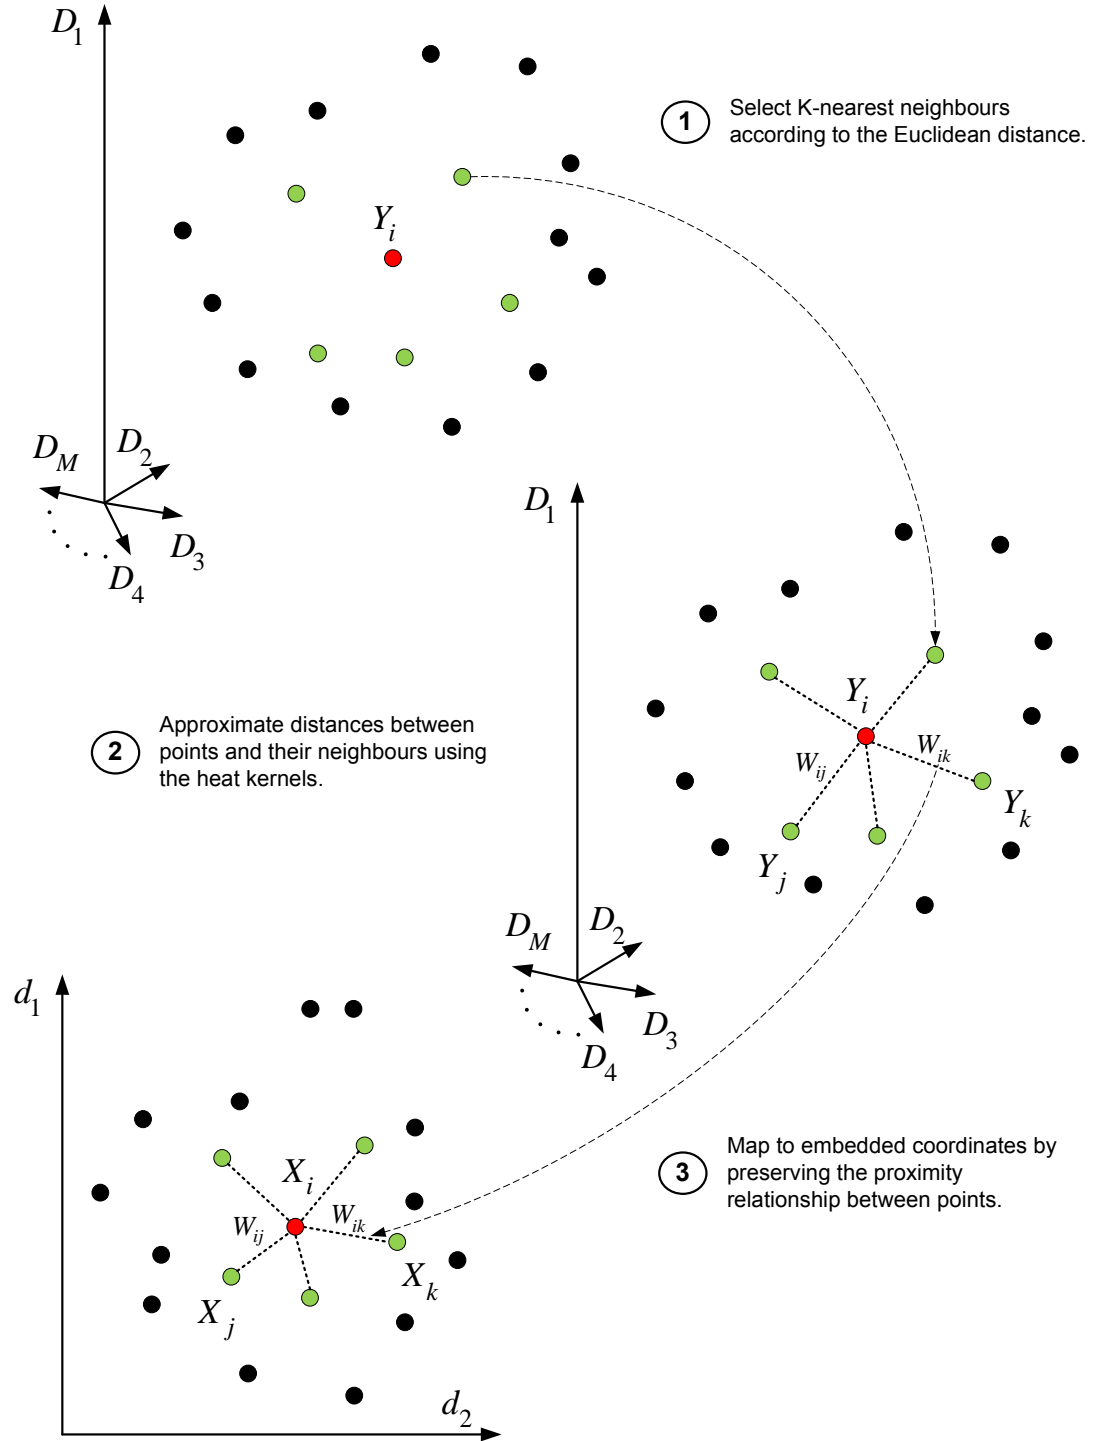 D1
1
Select K-nearest neighbours
according to the Euclidean distance.
Yi
DM
D2
D3
D4
D1
2
Approximate distances between
points and their neighbours using
the heat kernels.
Yi
Wij
Wik
Yk
Yj
DM
D2
D3
D4
d1
3
Map to embedded coordinates by
preserving the proximity
relationship between points.
Xi
Wij
Wik
Xk
Xj
d2